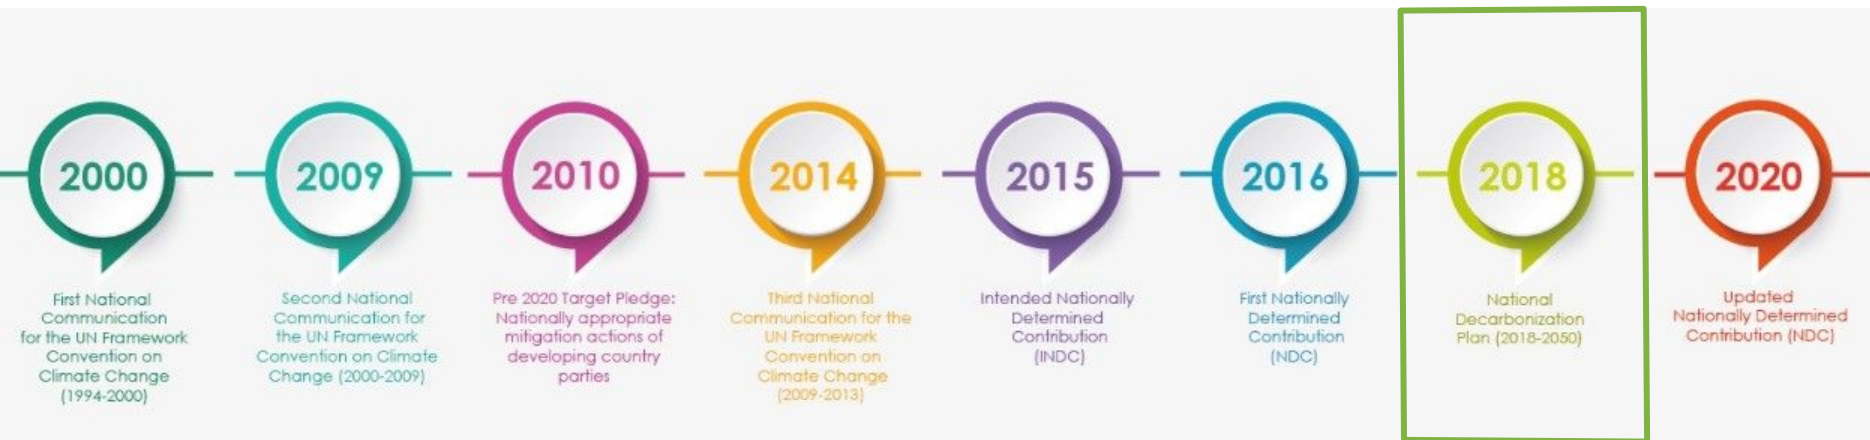 2000
First National
Communication
for the UN Framework
Convention on
Climate Change
(1994-2000)
2009
Second National
Communication for
the UN Framework
Convention on Climate
Change (2000-2009)
2010
Pre 2020 Target Pledge:
Nationally appropriate
mitigation actions of
developing country
parties
2014
Third National
Communication for the
UN Framework
Convention on
Climate Change
(2009-2013)
2015
Intended Nationally
Determined
Contribution
(INDC)
2016
First Nationally
Determined
Contribution
(NDC)
2018
National
Decarbonization
Plan (2018-2050)
2020
Updated
Nationally Determined
Contribution (NDC)